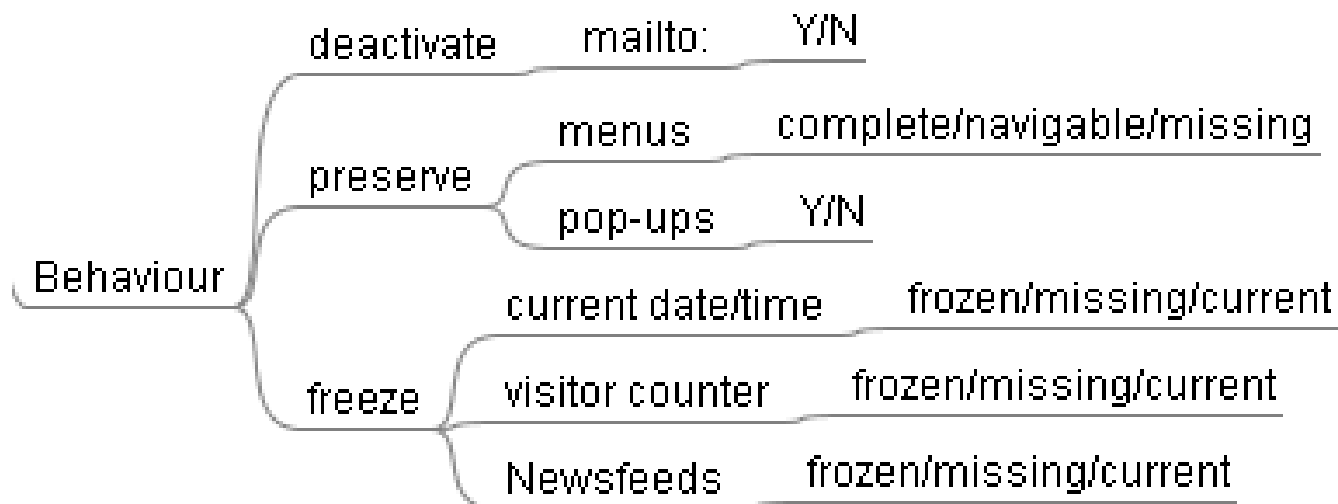 deactivate mailto: Y/N
menus complete/navigable/missing
preserve
pop-ups Y/N
Behaviour
current date/time frozen/missing/current
freeze visitor counter frozen/missing/current
Newsfeeds frozen/missing/current